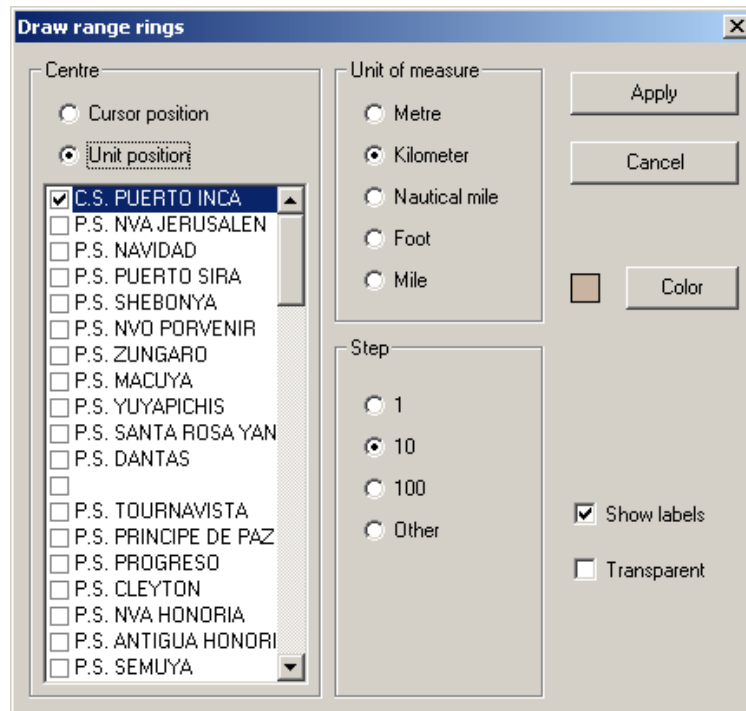 Draw range rings
Centre
Cursor position
Unit position
C.S. PUERTO INCA
P.S. NVA JERUSALEN
P.S. NAVIDAD
P.S. PUERTO SIRA
P.S. SHEBONYA
P.S. NVO PORVENIR
P.S. ZUNGARO
P.S. MACUYA
P.S. YUYAPICHIS
P.S. SANTA ROSA YAN
P.S. DANTAS
P.S. TOURNAVISTA
P.S. PRINCIPE DE PAZ
P.S. PROGRESO
P.S. CLEYTON
P.S. NVA HONORIA
P.S. ANTIGUA HONORI
P.S. SEMUYA
Unit of measure
Metre
Kilometer
Nautical mile
Foot
Mile
Step
1
10
100
Other
Apply
Cancel
Color
Show labels
Transparent